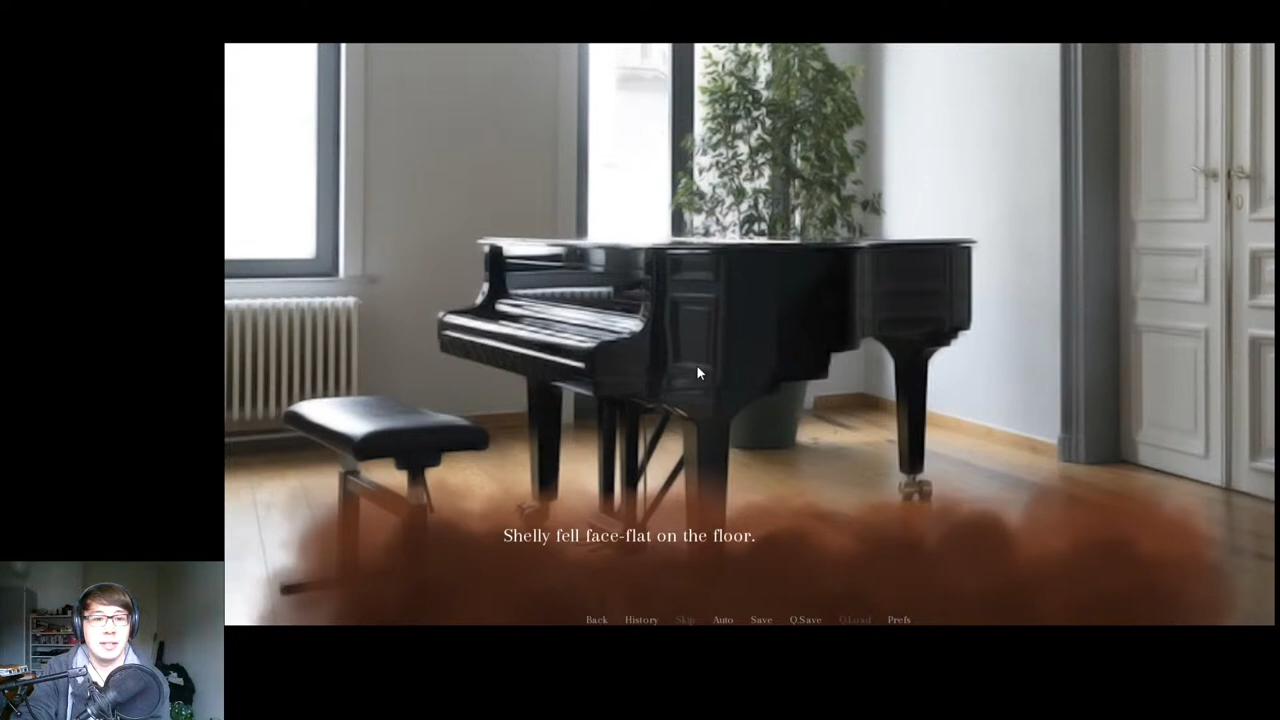 Shelly fell face-flat on the floor.
Back History Skip Auto Save Q.Save Q.Load Prefs